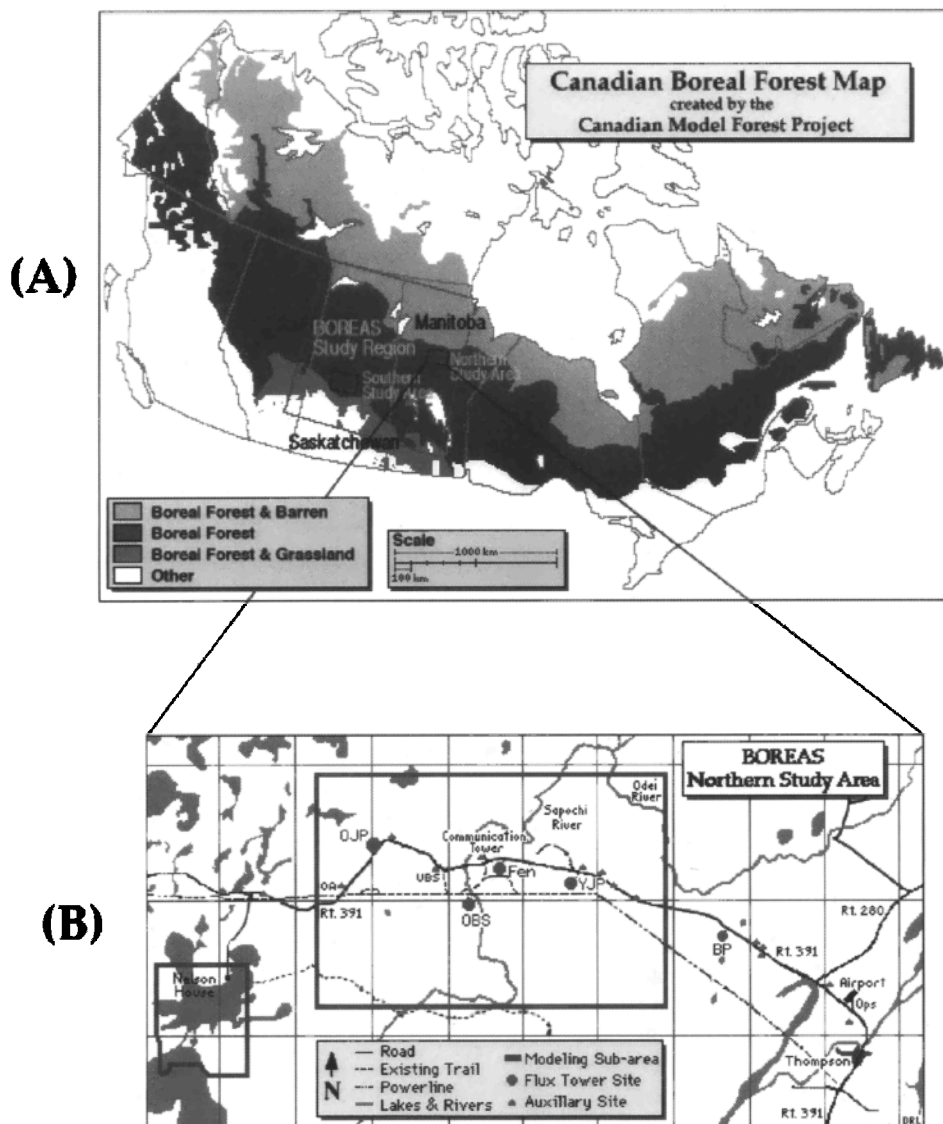 Canadian Boreal Forest Map
created by the
Canadian Model Forest Project
(A)
Manitoba
BOREAS
Study Region
Northern
Study Area
Southern
Study Area
Saskatchewan
Boreal Forest & Barren
Boreal Forest
Boreal Forest & Grassland
Other
Scale
1000 km
100 km
BOREAS
Northern Study Area
Odei
River
Sapochi
River
Communication
Tower
OJP
UBS
Fen
YJP
OA
Rt. 391
OBS
(B)
Rt. 280
BP
Rt. 391
Nelson
House
Airport
Ops
Thompson
Rt. 391
DRL
N
Road
Existing Trail
Powerline
Lakes & Rivers
Modeling Sub-area
Flux Tower Site
Auxillary Site